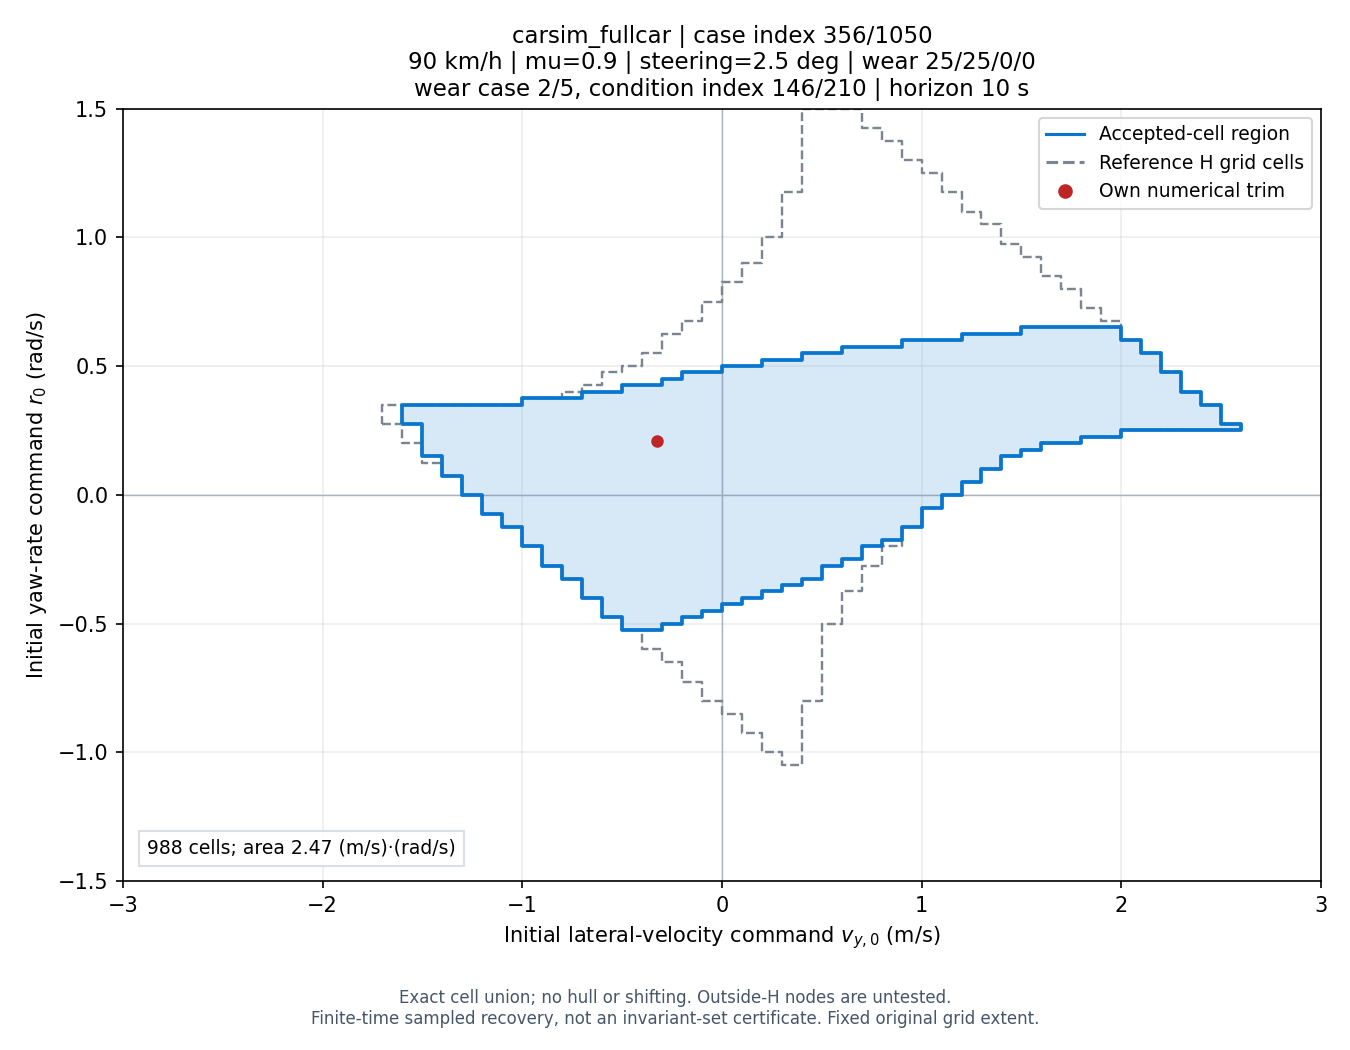 carsim_fullcar | case index 356/1050
90 km/h | mu=0.9 | steering=2.5 deg | wear 25/25/0/0
wear case 2/5, condition index 146/210 | horizon 10 s
Accepted-cell region
Reference H grid cells
Own numerical trim
Initial yaw-rate command r₀ (rad/s)
1.5
1.0
0.5
0.0
−0.5
−1.0
−1.5
988 cells; area 2.47 (m/s)·(rad/s)
−3
−2
−1
0
1
2
3
Initial lateral-velocity command v_{y,0} (m/s)
Exact cell union; no hull or shifting. Outside-H nodes are untested.
Finite-time sampled recovery, not an invariant-set certificate. Fixed original grid extent.